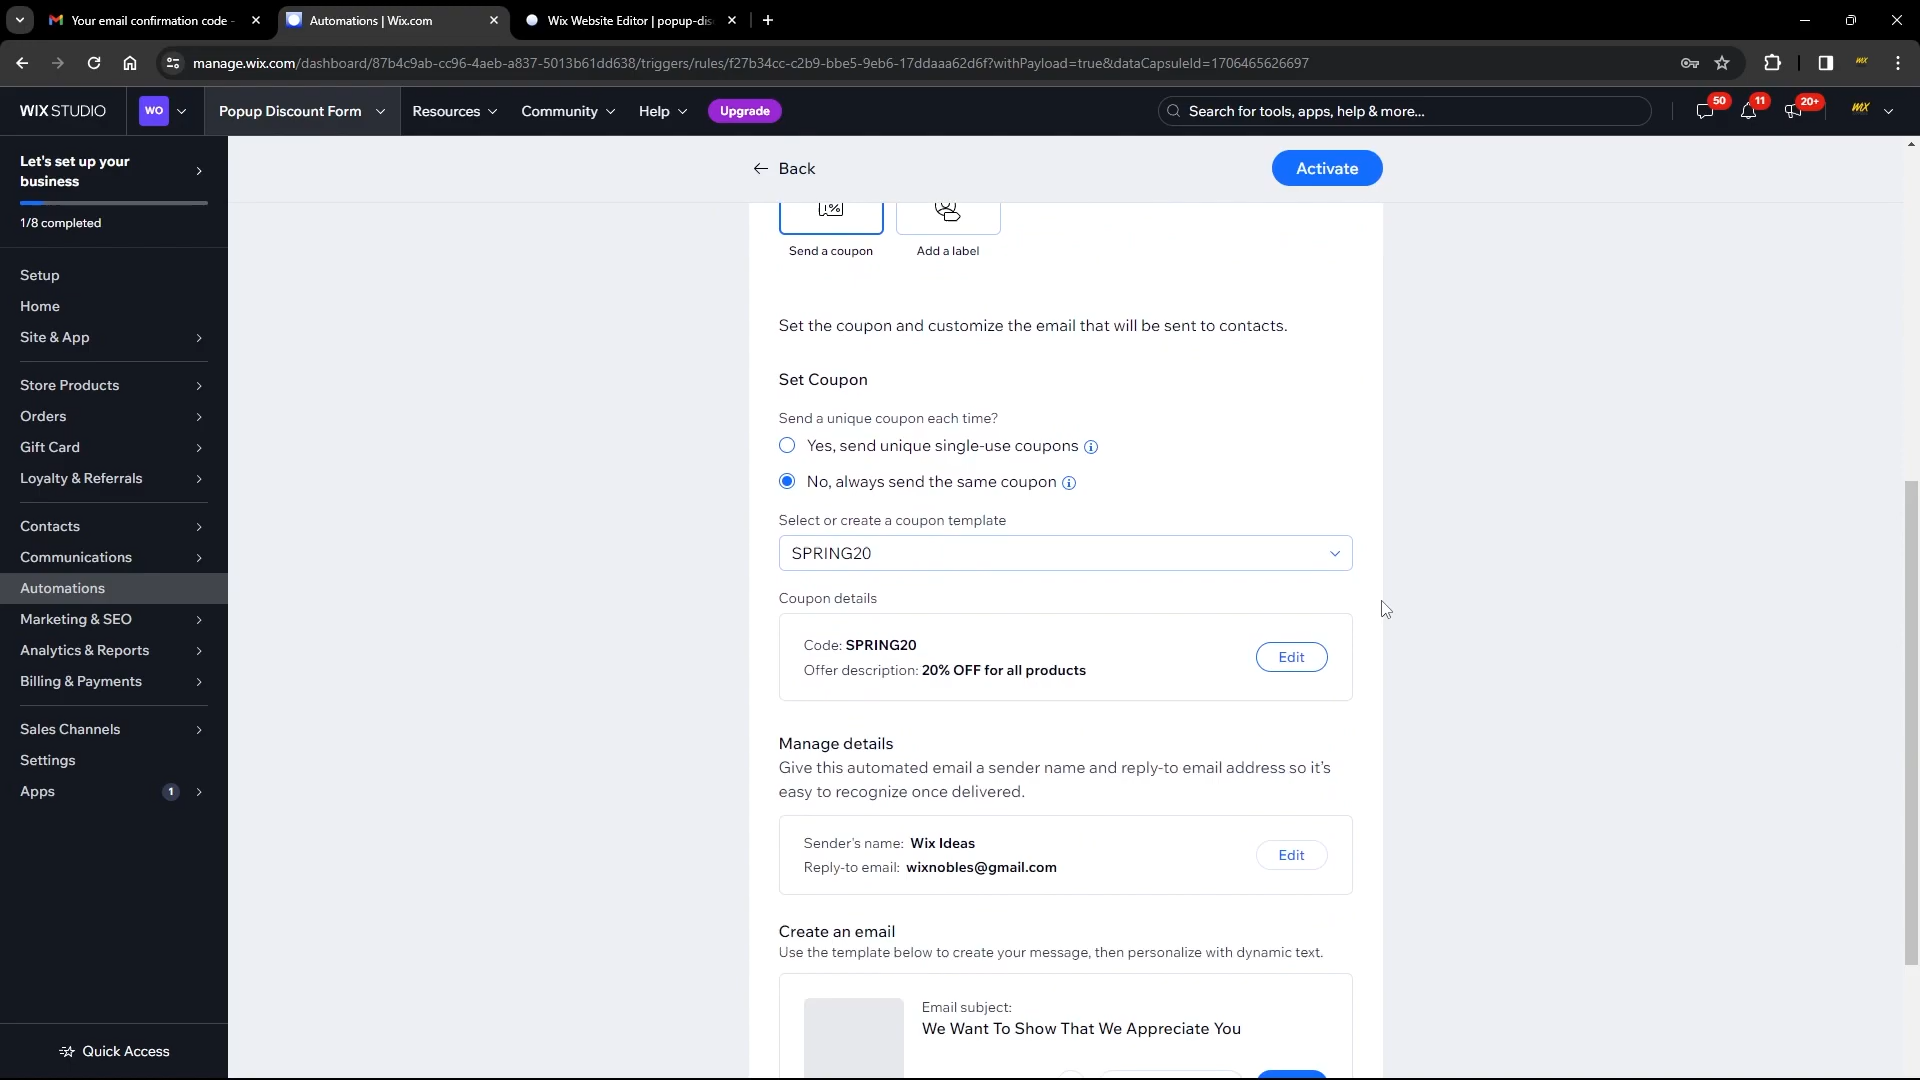 Your email confirmation code -
Automations | Wix.com
Wix Website Editor | popup-dis
manage.wix.com/dashboard/87b4c9ab-cc96-4aeb-a837-5013b61dd638/triggers/rules/f27b34cc-c2b9-bbe5-9eb6-17ddaaa62d6f?withPayload=true&dataCapsuleId=1706465626697
WIX STUDIO
WO
Popup Discount Form
Resources
Community
Help
Upgrade
Search for tools, apps, help & more...
50
11
20+
Let's set up your
business
1/8 completed
Setup
Home
Site & App
Store Products
Orders
Gift Card
Loyalty & Referrals
Contacts
Communications
Automations
Marketing & SEO
Analytics & Reports
Billing & Payments
Sales Channels
Settings
Apps 1
Quick Access
Back
Activate
Send a coupon
Add a label
Set the coupon and customize the email that will be sent to contacts.
Set Coupon
Send a unique coupon each time?
Yes, send unique single-use coupons
No, always send the same coupon
Select or create a coupon template
SPRING20
Coupon details
Code: SPRING20
Offer description: 20% OFF for all products
Edit
Manage details
Give this automated email a sender name and reply-to email address so it's
easy to recognize once delivered.
Sender's name: Wix Ideas
Reply-to email: wixnobles@gmail.com
Edit
Create an email
Use the template below to create your message, then personalize with dynamic text.
Email subject:
We Want To Show That We Appreciate You